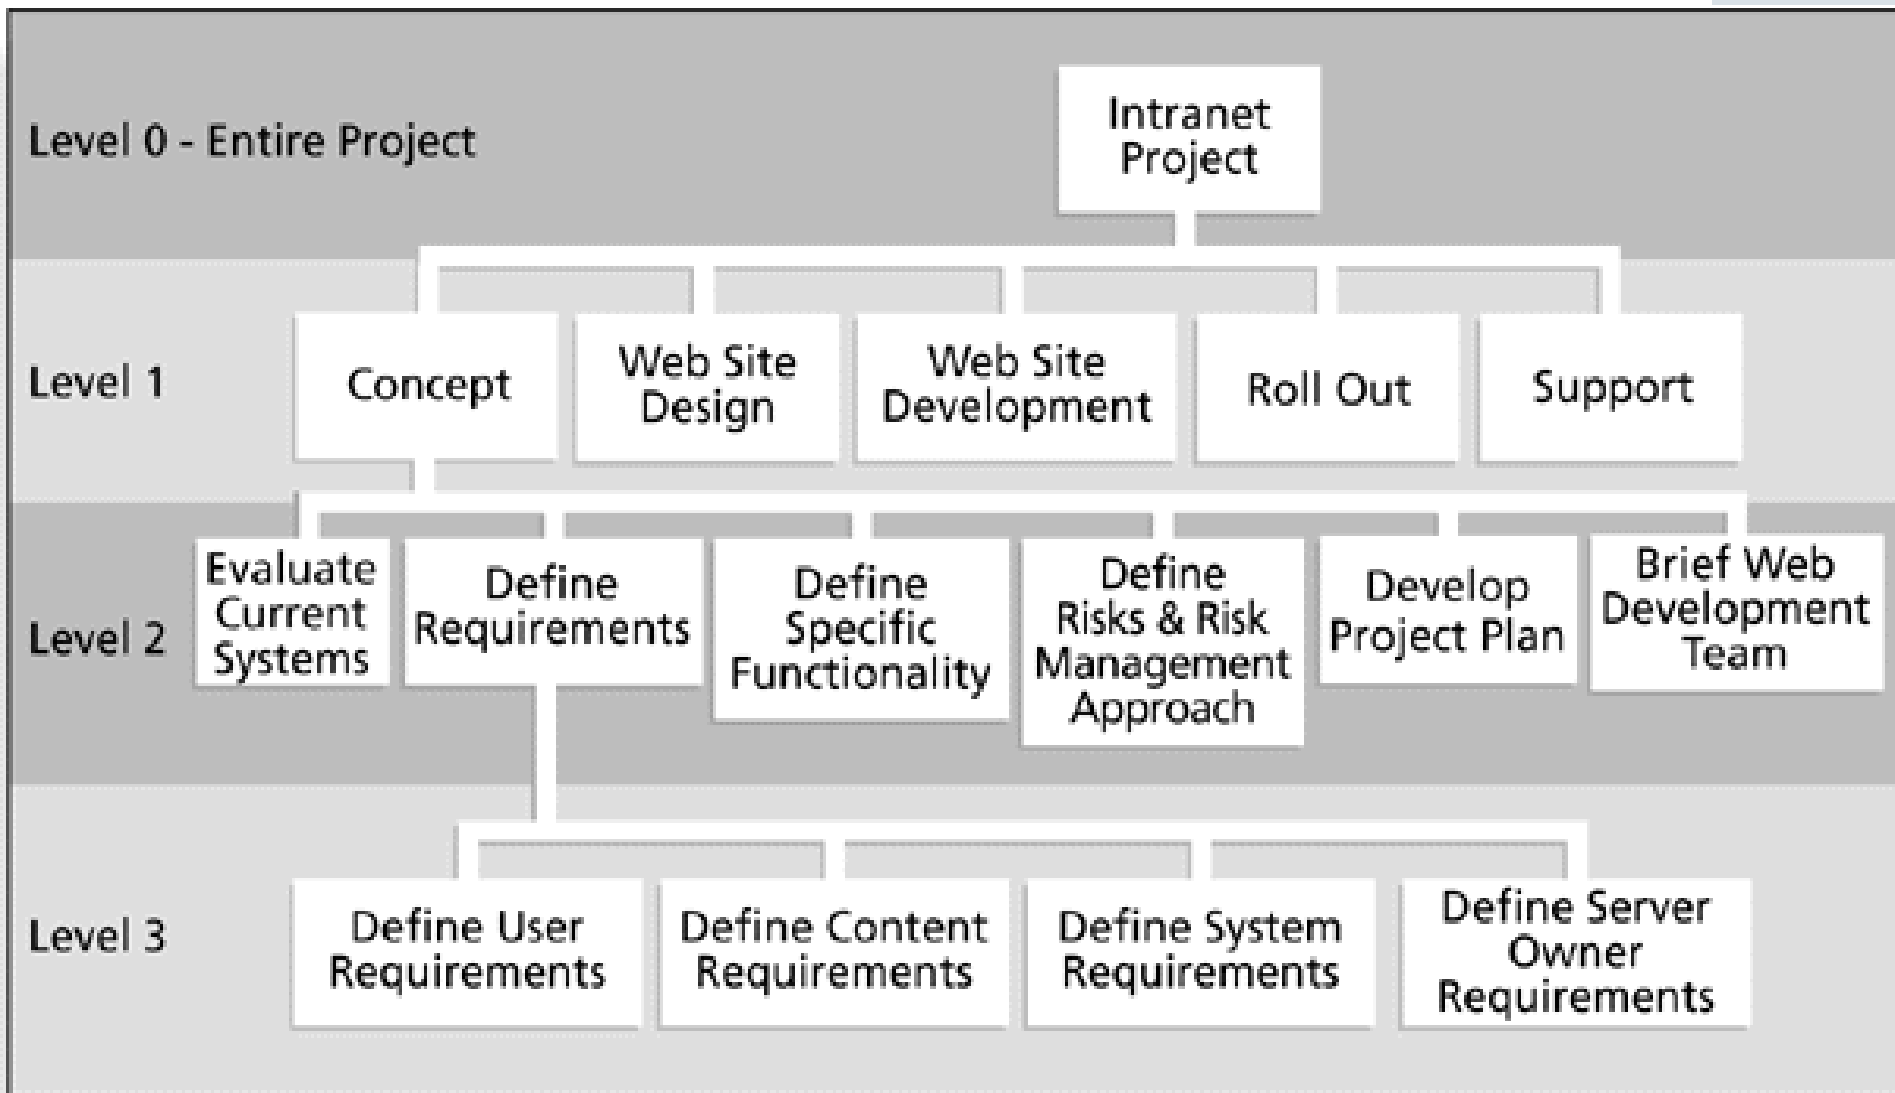 Level 0 - Entire Project
Intranet
Project
Level 1
Concept
Web Site
Design
Web Site
Development
Roll Out
Support
Level 2
Evaluate
Current
Systems
Define
Requirements
Define
Specific
Functionality
Define
Risks & Risk
Management
Approach
Develop
Project Plan
Brief Web
Development
Team
Level 3
Define User
Requirements
Define Content
Requirements
Define System
Requirements
Define Server
Owner
Requirements